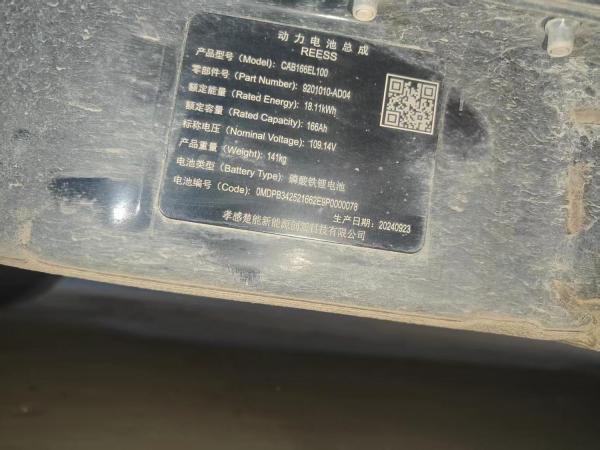 动力电池总成
REESS
产品型号(Model): CAB166EL100
零部件号(Part Number): 9201010-AD04
额定能量(Rated Energy): 18.11kWh
额定容量(Rated Capacity): 166Ah
标称电压(Nominal Voltage): 109.14V
产品重量(Weight): 141kg
电池类型(Battery Type): 磷酸铁锂电池
电池编号(Code): 0MDPB342521662E9P0000078
生产日期: 20240923
孝感楚能新能源创新科技有限公司